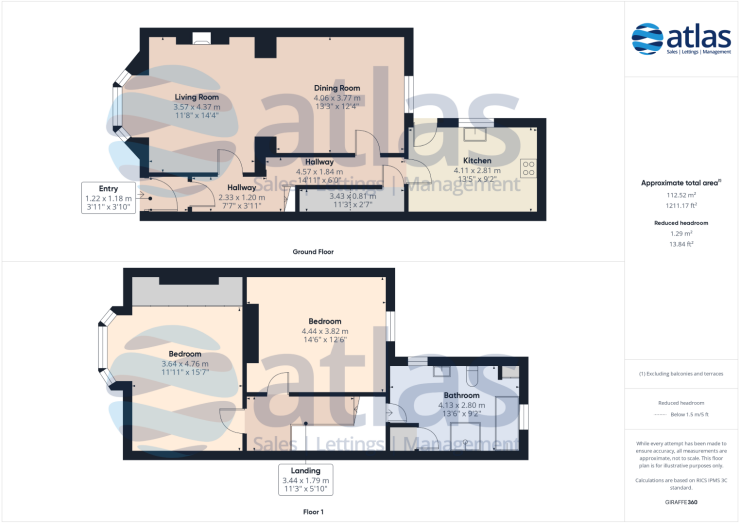 Living Room
3.57 x 4.37 m
11'8" x 14'4"
Dining Room
4.06 x 3.77 m
13'3" x 12'4"
Kitchen
4.11 x 2.81 m
13'5" x 9'2"
Hallway
4.57 x 1.84 m
14'11" x 6'0"
Entry
1.22 x 1.18 m
3'11" x 3'10"
Hallway
2.33 x 1.20 m
7'7" x 3'11"
3.43 x 0.81 m
11'3" x 2'7"
atlas
Sales | Lettings | Management
Ground Floor
Bedroom
4.44 x 3.82 m
14'6" x 12'6"
Bedroom
3.64 x 4.76 m
11'11" x 15'7"
Bathroom
4.13 x 2.80 m
13'6" x 9'2"
Landing
3.44 x 1.79 m
11'3" x 5'10"
atlas
Sales | Lettings | Management
Floor 1
atlas
Sales | Lettings | Management
Approximate total area⁽¹⁾
112.52 m²
1211.17 ft²
Reduced headroom
1.29 m²
13.84 ft²
(1) Excluding balconies and terraces
Reduced headroom
Below 1.5 m/5 ft
While every attempt has been made to
ensure accuracy, all measurements are
approximate, not to scale. This floor
plan is for illustrative purposes only.
Calculations are based on RICS IPMS 3C
standard.
GIRAFFE360